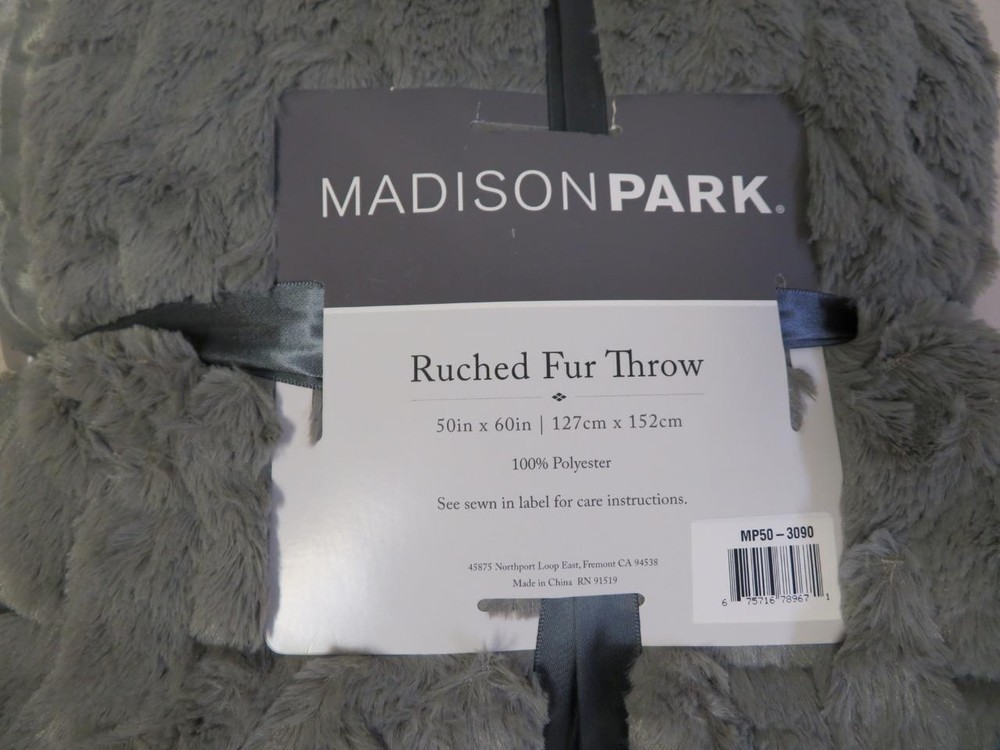 MADISONPARK®
Ruched Fur Throw
50in x 60in | 127cm x 152cm
100% Polyester
See sewn in label for care instructions.
45875 Northport Loop East, Fremont CA 94538
Made in China RN 91519
MP50-3090
6 75716 78967 1